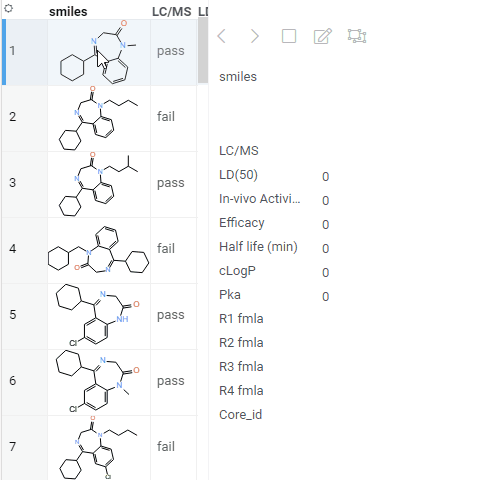 smiles LC/MS LD
1 pass
2 fail
3 pass
4 fail
5 pass
6 pass
7 fail
O
N
N
O
N
N
O
N
N
N
O
N
N
O
NH
Cl
N
O
N
Cl
O
N
N
Cl
smiles
LC/MS
LD(50) 0
In-vivo Activi... 0
Efficacy 0
Half life (min) 0
cLogP 0
Pka 0
R1 fmla
R2 fmla
R3 fmla
R4 fmla
Core_id